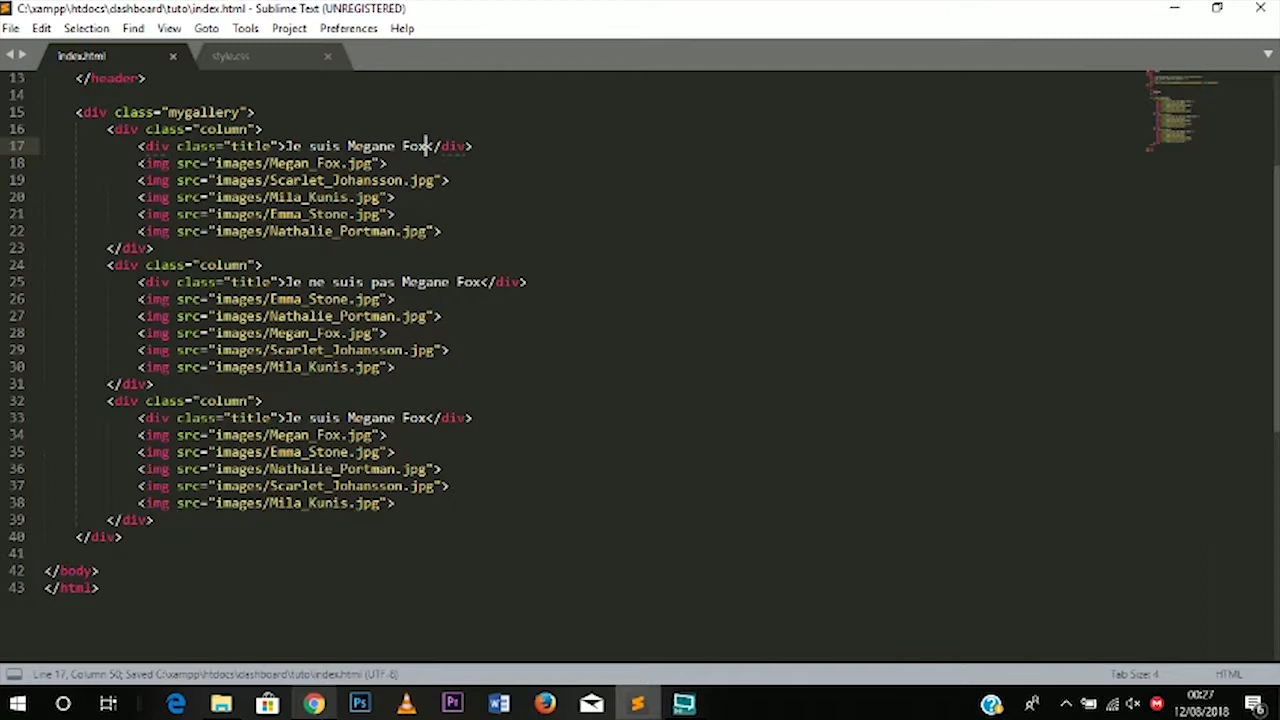 C:\xampp\htdocs\dashboard\tuto\index.html - Sublime Text (UNREGISTERED)
File Edit Selection Find View Goto Tools Project Preferences Help
index.html × style.css ×
13 </header>
14
15 <div class="mygallery">
16 <div class="column">
17 <div class="title">Je suis Megane Fox</div>
18 <img src="images/Megan_Fox.jpg">
19 <img src="images/Scarlet_Johansson.jpg">
20 <img src="images/Mila_Kunis.jpg">
21 <img src="images/Emma_Stone.jpg">
22 <img src="images/Nathalie_Portman.jpg">
23 </div>
24 <div class="column">
25 <div class="title">Je ne suis pas Megane Fox</div>
26 <img src="images/Emma_Stone.jpg">
27 <img src="images/Nathalie_Portman.jpg">
28 <img src="images/Megan_Fox.jpg">
29 <img src="images/Scarlet_Johansson.jpg">
30 <img src="images/Mila_Kunis.jpg">
31 </div>
32 <div class="column">
33 <div class="title">Je suis Megane Fox</div>
34 <img src="images/Megan_Fox.jpg">
35 <img src="images/Emma_Stone.jpg">
36 <img src="images/Nathalie_Portman.jpg">
37 <img src="images/Scarlet_Johansson.jpg">
38 <img src="images/Mila_Kunis.jpg">
39 </div>
40 </div>
41
42 </body>
43 </html>
Line 17, Column 50; Saved C:\xampp\htdocs\dashboard\tuto\index.html (UTF-8) Tab Size: 4 HTML
00:27
12/08/2018